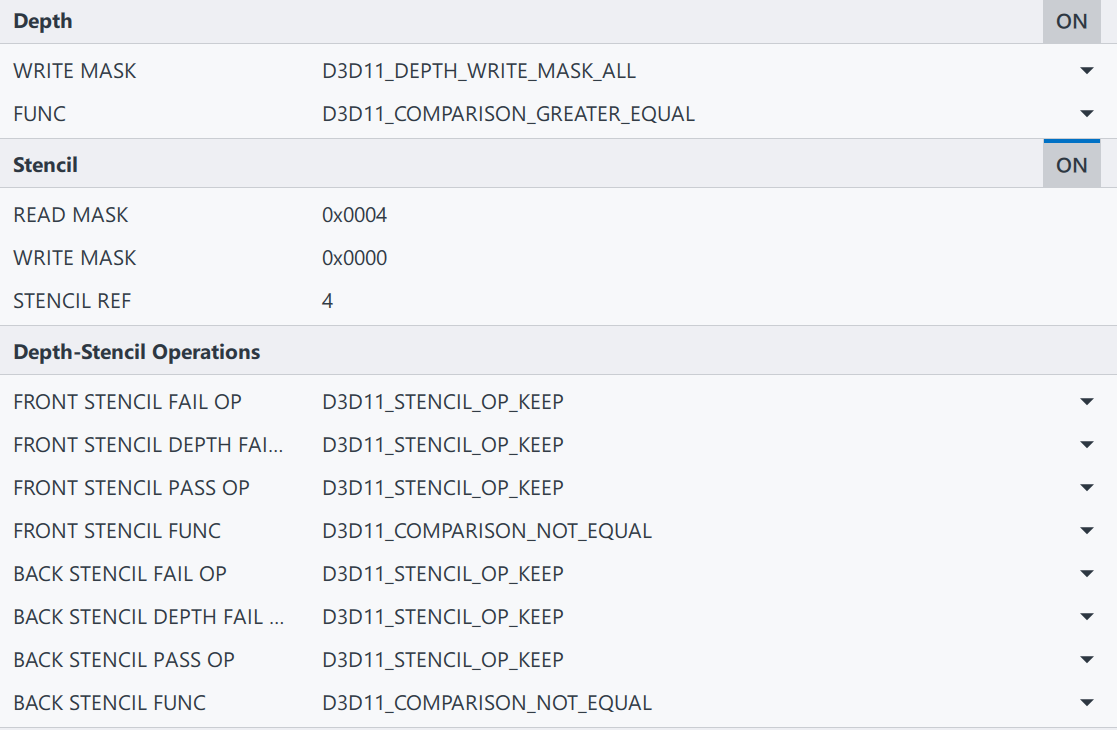 Depth ON
WRITE MASK D3D11_DEPTH_WRITE_MASK_ALL
FUNC D3D11_COMPARISON_GREATER_EQUAL
Stencil ON
READ MASK 0x0004
WRITE MASK 0x0000
STENCIL REF 4
Depth-Stencil Operations
FRONT STENCIL FAIL OP D3D11_STENCIL_OP_KEEP
FRONT STENCIL DEPTH FAI... D3D11_STENCIL_OP_KEEP
FRONT STENCIL PASS OP D3D11_STENCIL_OP_KEEP
FRONT STENCIL FUNC D3D11_COMPARISON_NOT_EQUAL
BACK STENCIL FAIL OP D3D11_STENCIL_OP_KEEP
BACK STENCIL DEPTH FAIL ... D3D11_STENCIL_OP_KEEP
BACK STENCIL PASS OP D3D11_STENCIL_OP_KEEP
BACK STENCIL FUNC D3D11_COMPARISON_NOT_EQUAL